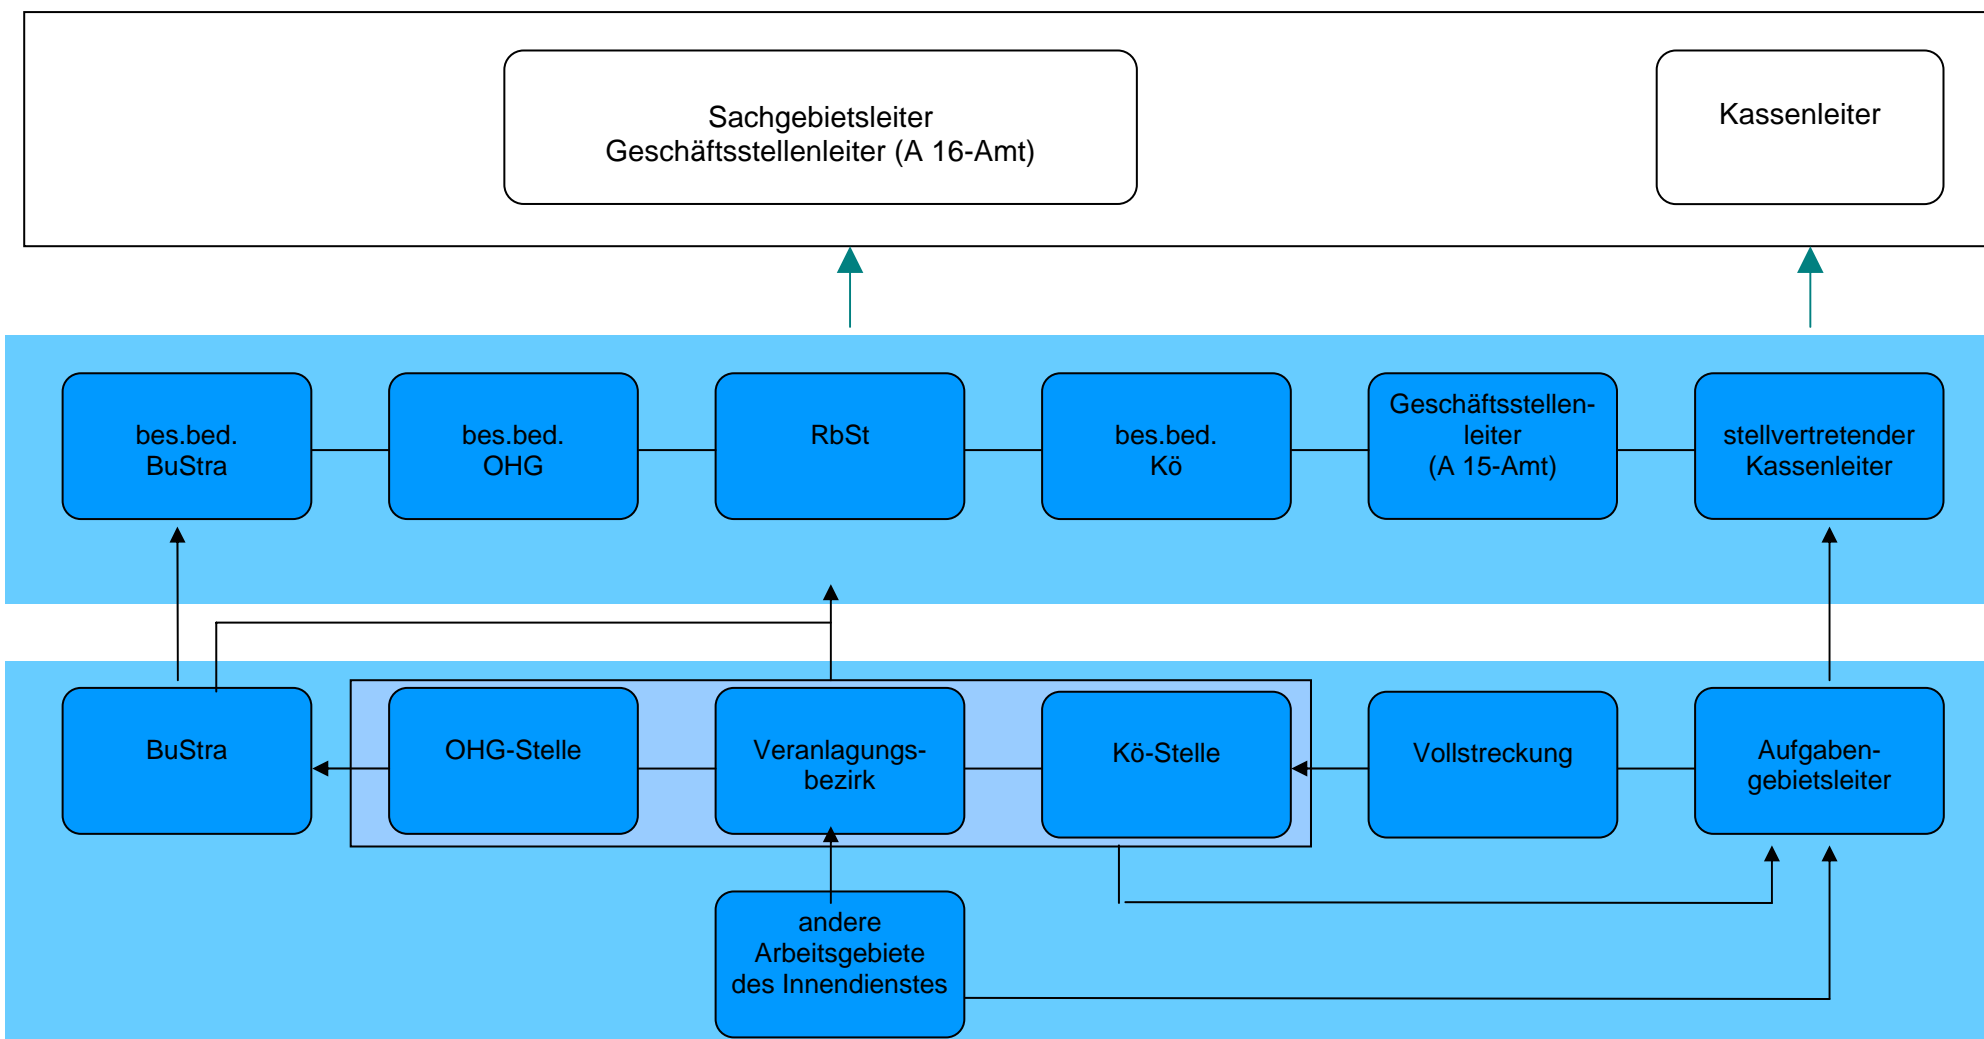 Sachgebietsleiter
Geschäftsstellenleiter (A 16-Amt)
Kassenleiter
bes.bed.
BuStra
bes.bed.
OHG
RbSt
bes.bed.
Kö
Geschäftsstellen-
leiter
(A 15-Amt)
stellvertretender
Kassenleiter
BuStra
OHG-Stelle
Veranlagungs-
bezirk
Kö-Stelle
Vollstreckung
Aufgaben-
gebietsleiter
andere
Arbeitsgebiete
des Innendienstes